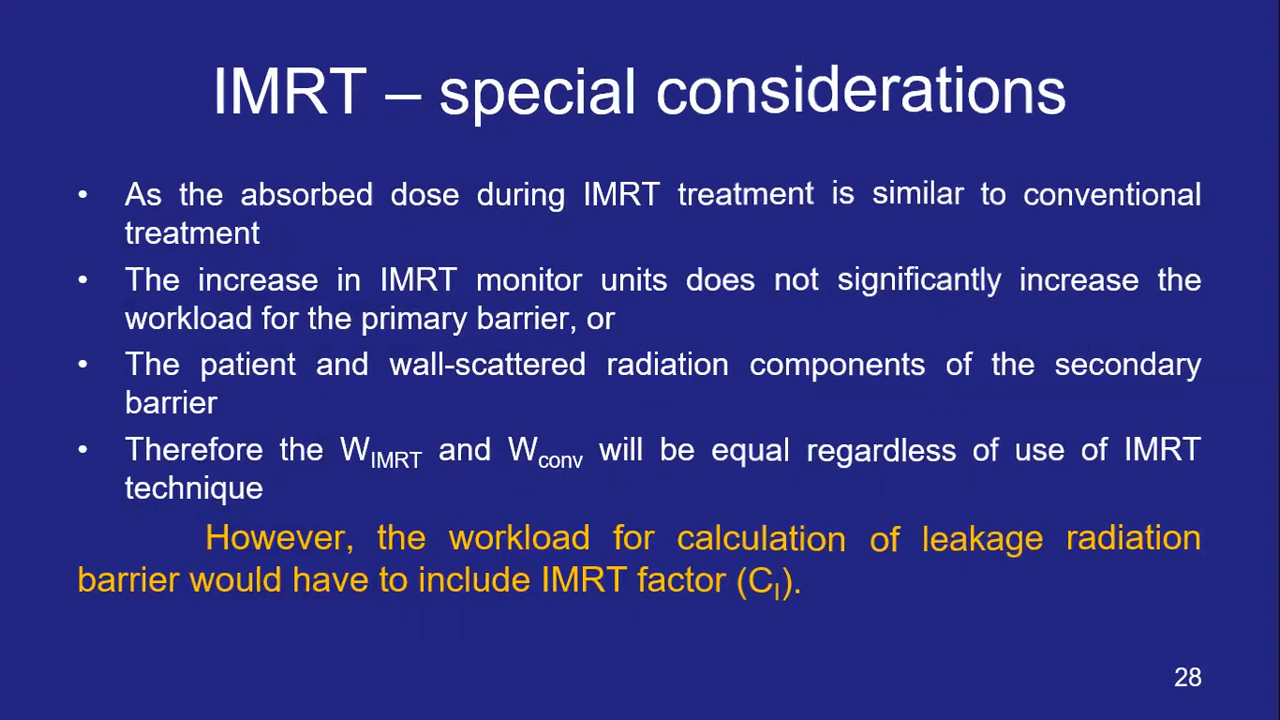 IMRT – special considerations
• As the absorbed dose during IMRT treatment is similar to conventional
treatment
• The increase in IMRT monitor units does not significantly increase the
workload for the primary barrier, or
• The patient and wall-scattered radiation components of the secondary
barrier
• Therefore the W_IMRT and W_conv will be equal regardless of use of IMRT
technique
However, the workload for calculation of leakage radiation
barrier would have to include IMRT factor (C_I).
28